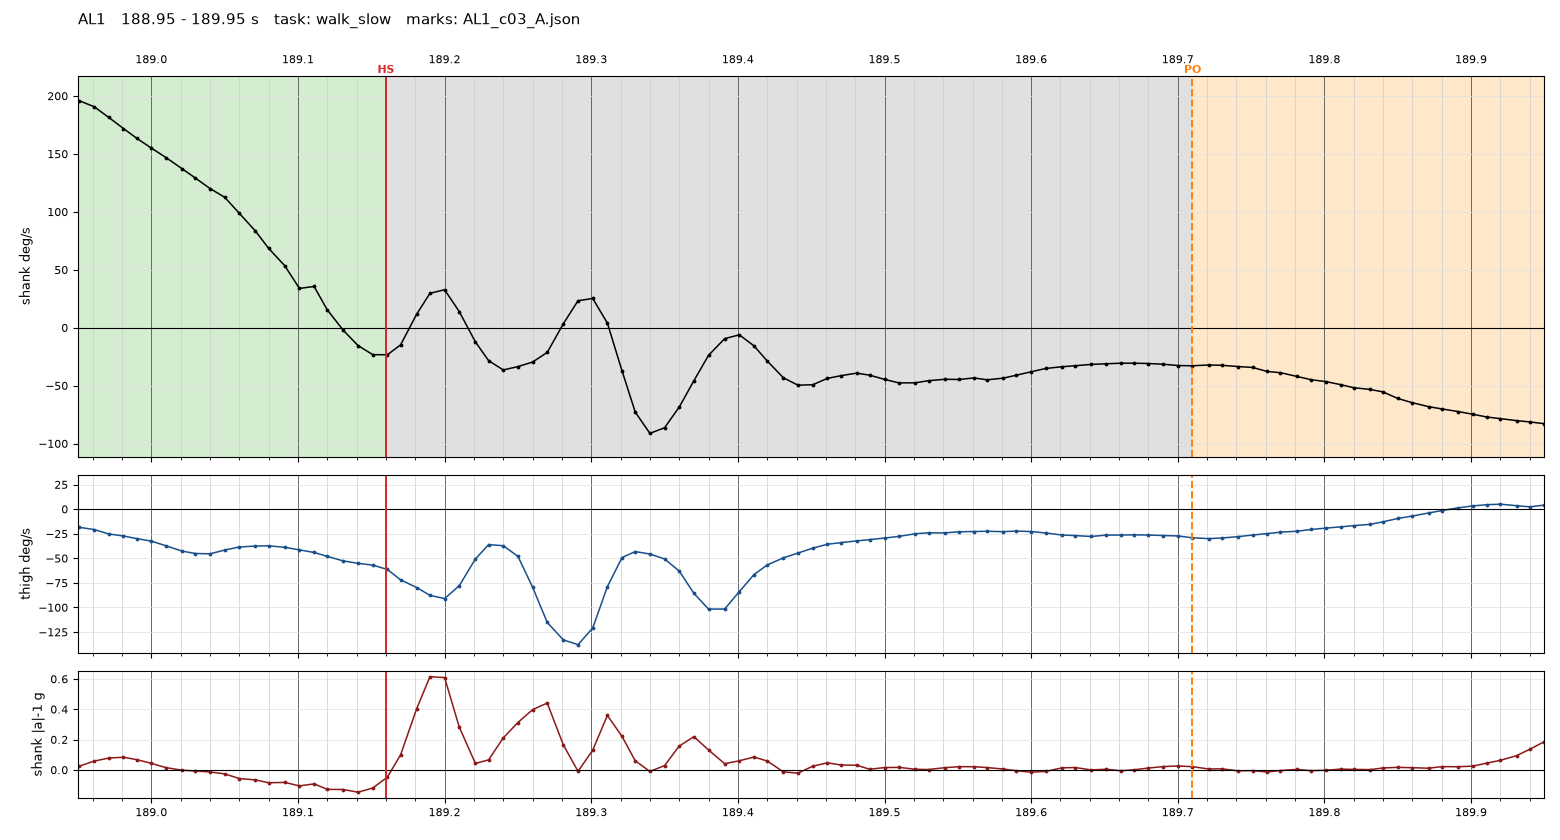 AL1   188.95 - 189.95 s   task: walk_slow   marks: AL1_c03_A.json
189.0 189.1 189.2 189.3 189.4 189.5 189.6 189.7 189.8 189.9
HS PO
shank deg/s
200
150
100
50
0
−50
−100
thigh deg/s
25
0
−25
−50
−75
−100
−125
shank |a|-1 g
0.6
0.4
0.2
0.0
189.0 189.1 189.2 189.3 189.4 189.5 189.6 189.7 189.8 189.9